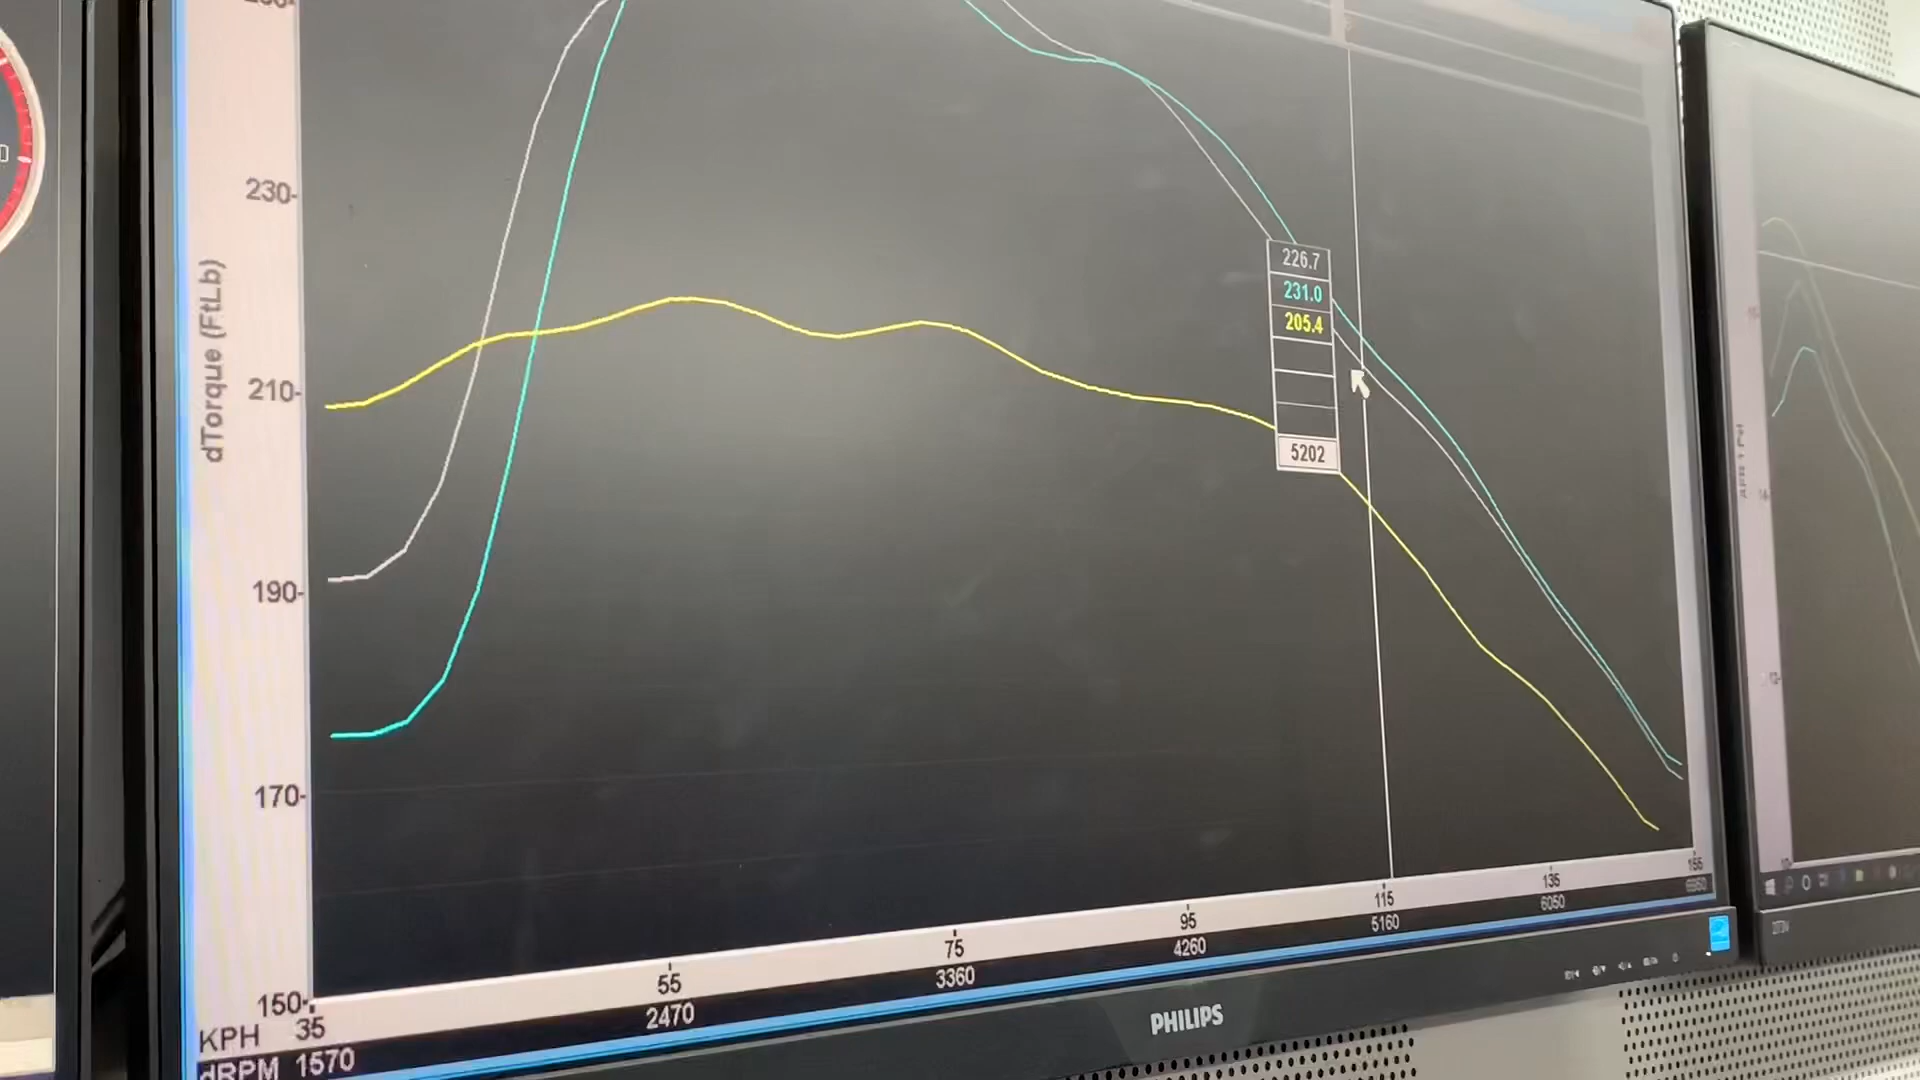 230-
dTorque (FtLb)
226.7
231.0
205.4
210-
5202
190-
170-
150-
KPH 35 55 75 95 115 135 155
dRPM 1570 2470 3360 4260 5160 6050
PHILIPS